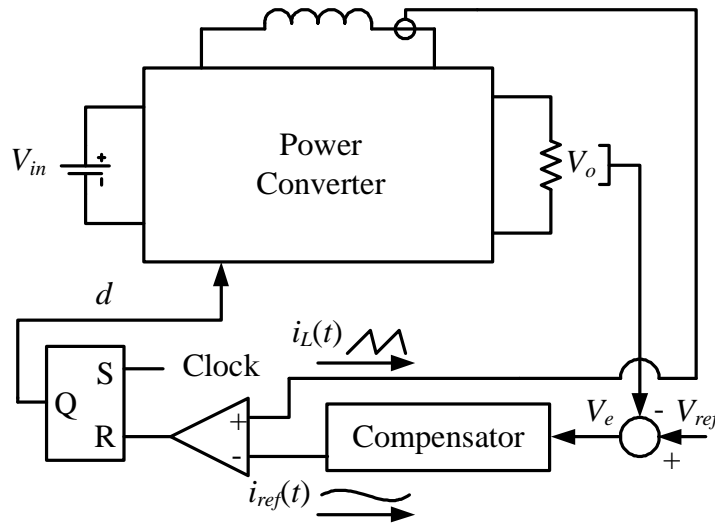 Power
Converter
V_in
+
-
V_o
d
i_L(t)
S
Clock
Q
R
+
-
Compensator
V_e
-
V_ref
+
i_ref(t)